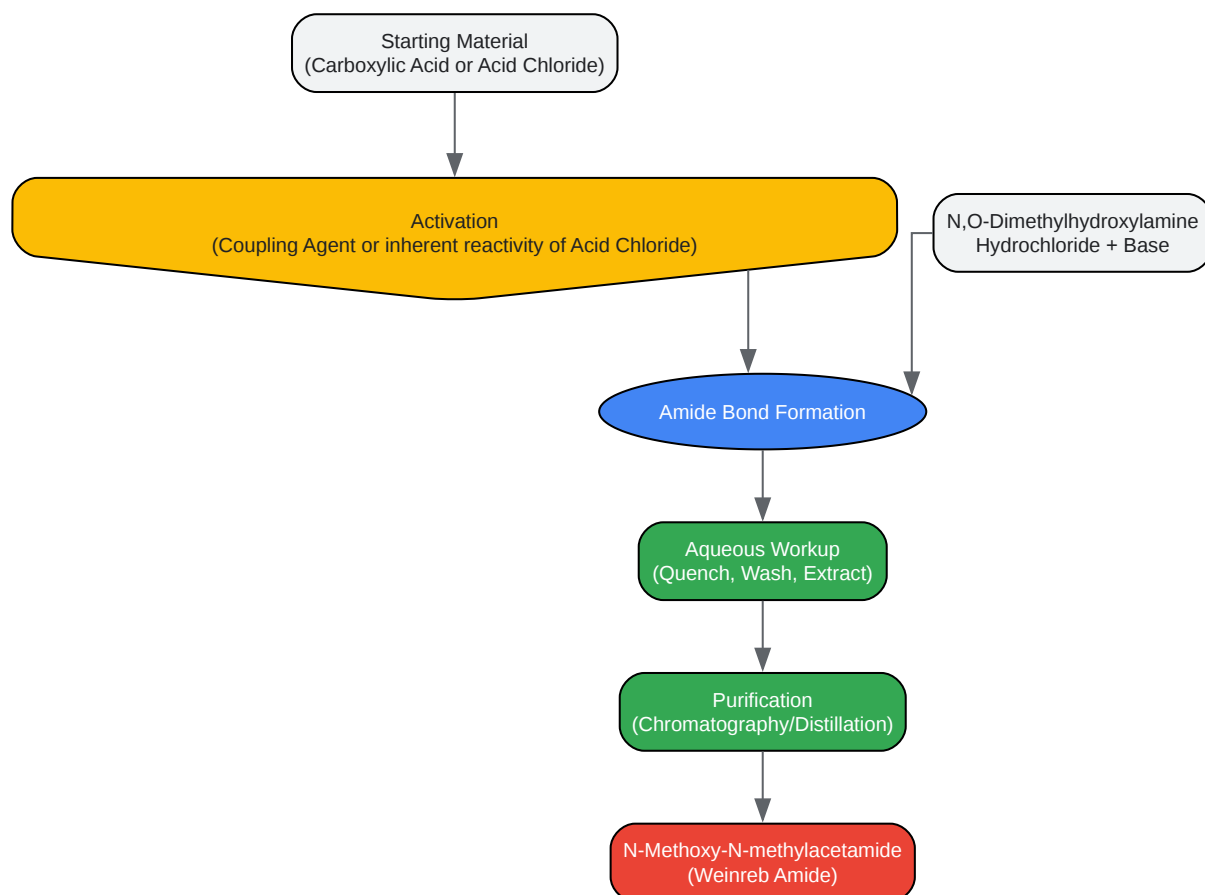 Starting Material
(Carboxylic Acid or Acid Chloride)
Activation
(Coupling Agent or inherent reactivity of Acid Chloride)
N,O-Dimethylhydroxylamine
Hydrochloride + Base
Amide Bond Formation
Aqueous Workup
(Quench, Wash, Extract)
Purification
(Chromatography/Distillation)
N-Methoxy-N-methylacetamide
(Weinreb Amide)